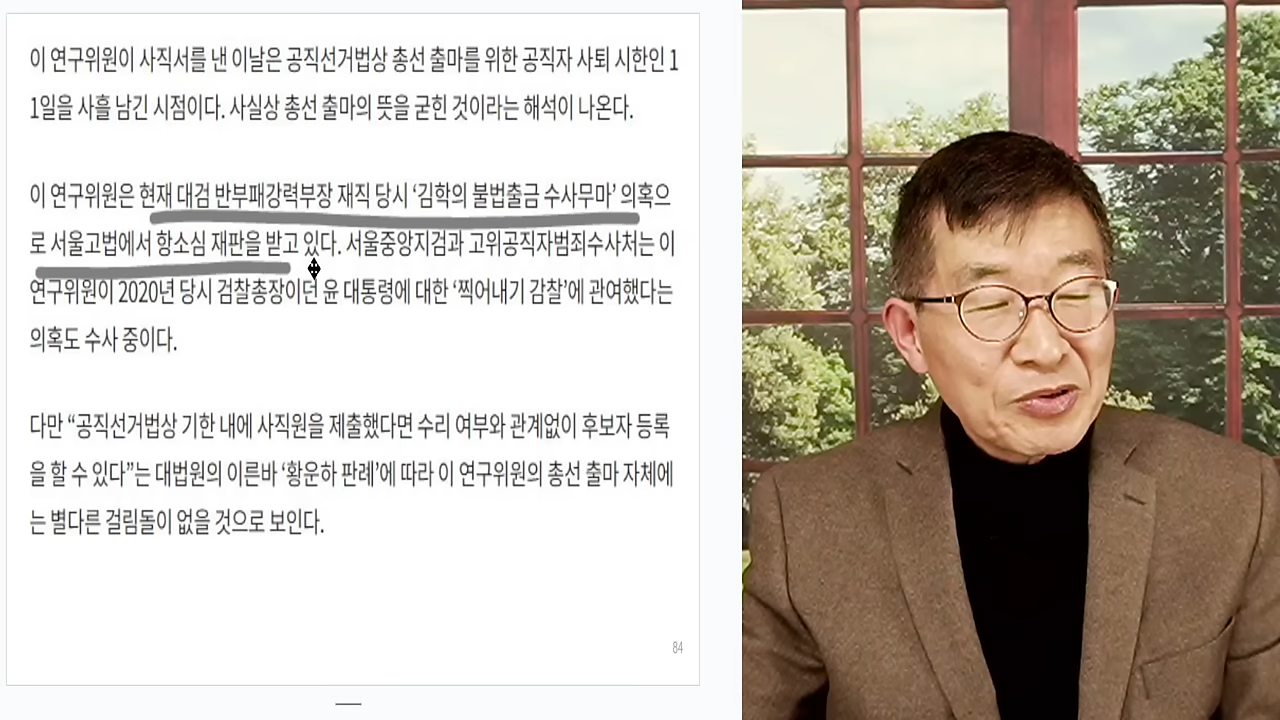 이 연구위원이 사직서를 낸 이날은 공직선거법상 총선 출마를 위한 공직자 사퇴 시한인 1
1일을 사흘 남긴 시점이다. 사실상 총선 출마의 뜻을 굳힌 것이라는 해석이 나온다.
이 연구위원은 현재 대검 반부패강력부장 재직 당시 ‘김학의 불법출금 수사무마’ 의혹으
로 서울고법에서 항소심 재판을 받고 있다. 서울중앙지검과 고위공직자범죄수사처는 이
연구위원이 2020년 당시 검찰총장이던 윤 대통령에 대한 ‘찍어내기 감찰’에 관여했다는
의혹도 수사 중이다.
다만 “공직선거법상 기한 내에 사직원을 제출했다면 수리 여부와 관계없이 후보자 등록
을 할 수 있다”는 대법원의 이른바 ‘황운하 판례’에 따라 이 연구위원의 총선 출마 자체에
는 별다른 걸림돌이 없을 것으로 보인다.
84